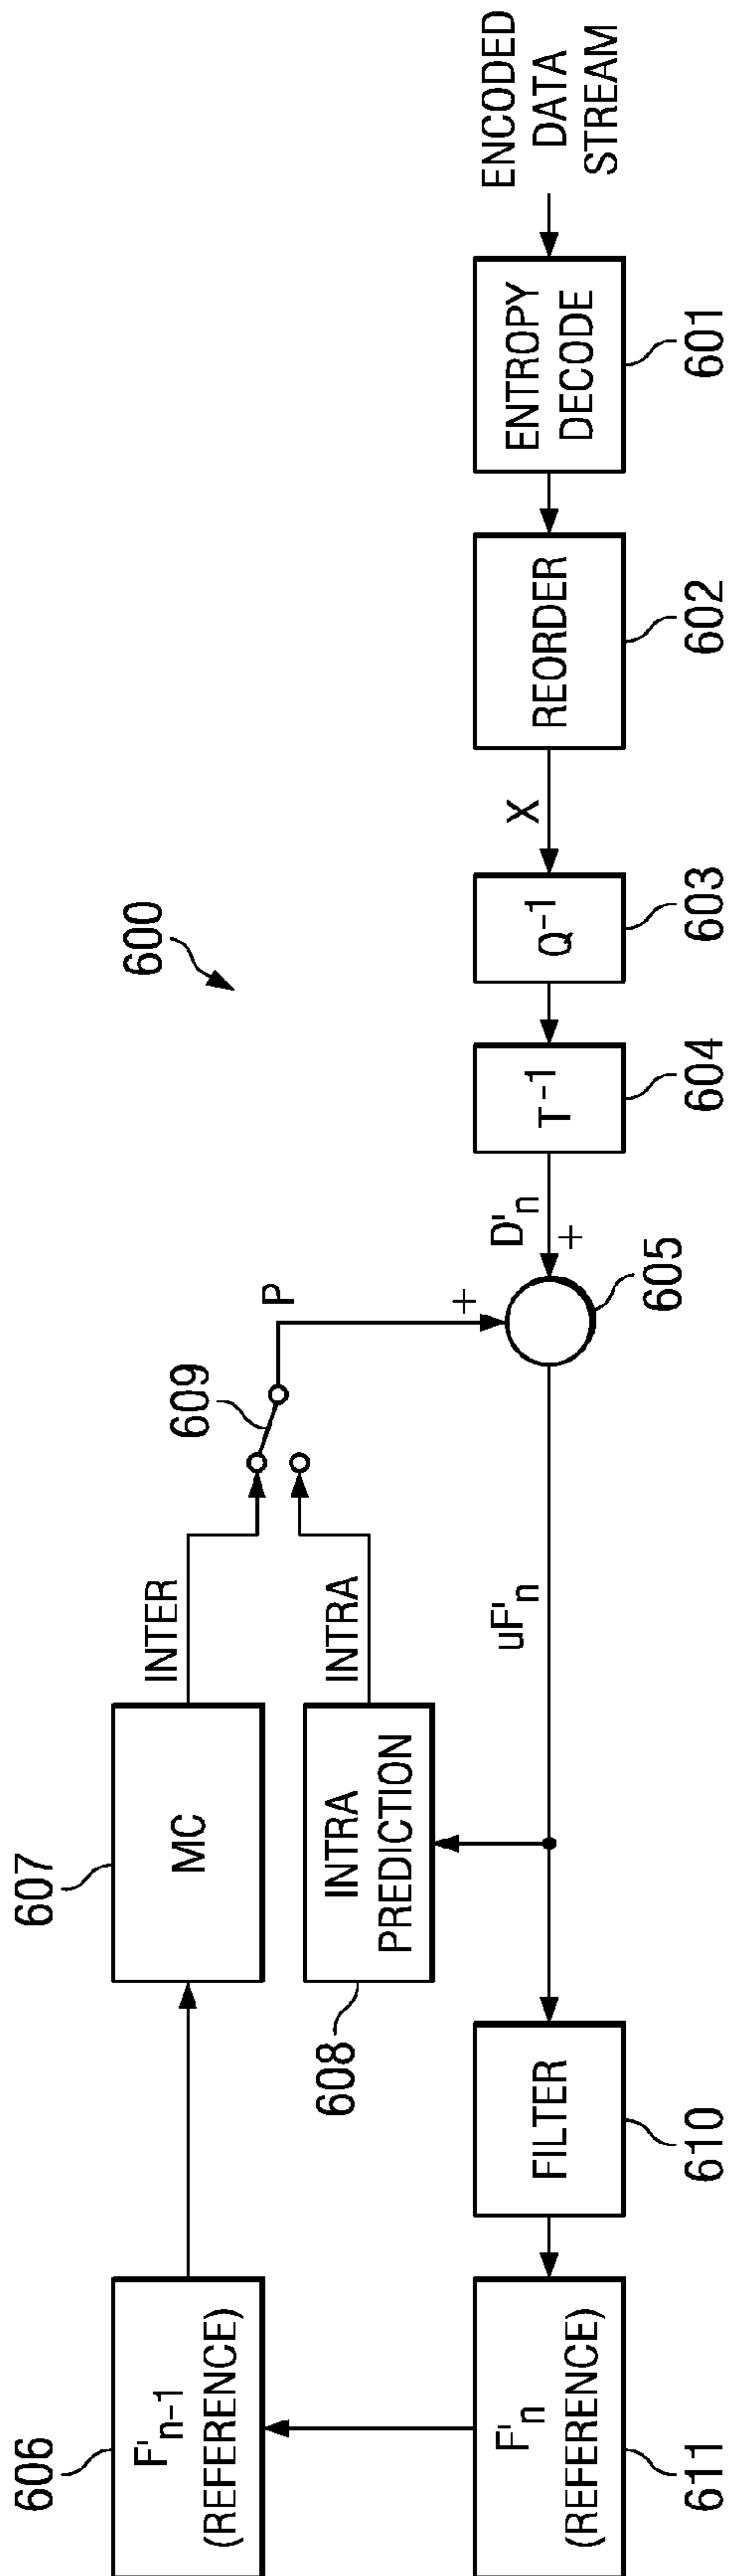 606
F'n-1
(REFERENCE)
607
MC
INTER
609
P
600
608
INTRA
PREDICTION
INTRA
+
611
F'n
(REFERENCE)
610
FILTER
uF'n
605
D'n
+
604
T-1
603
Q-1
X
602
REORDER
601
ENTROPY
DECODE
ENCODED
DATA
STREAM